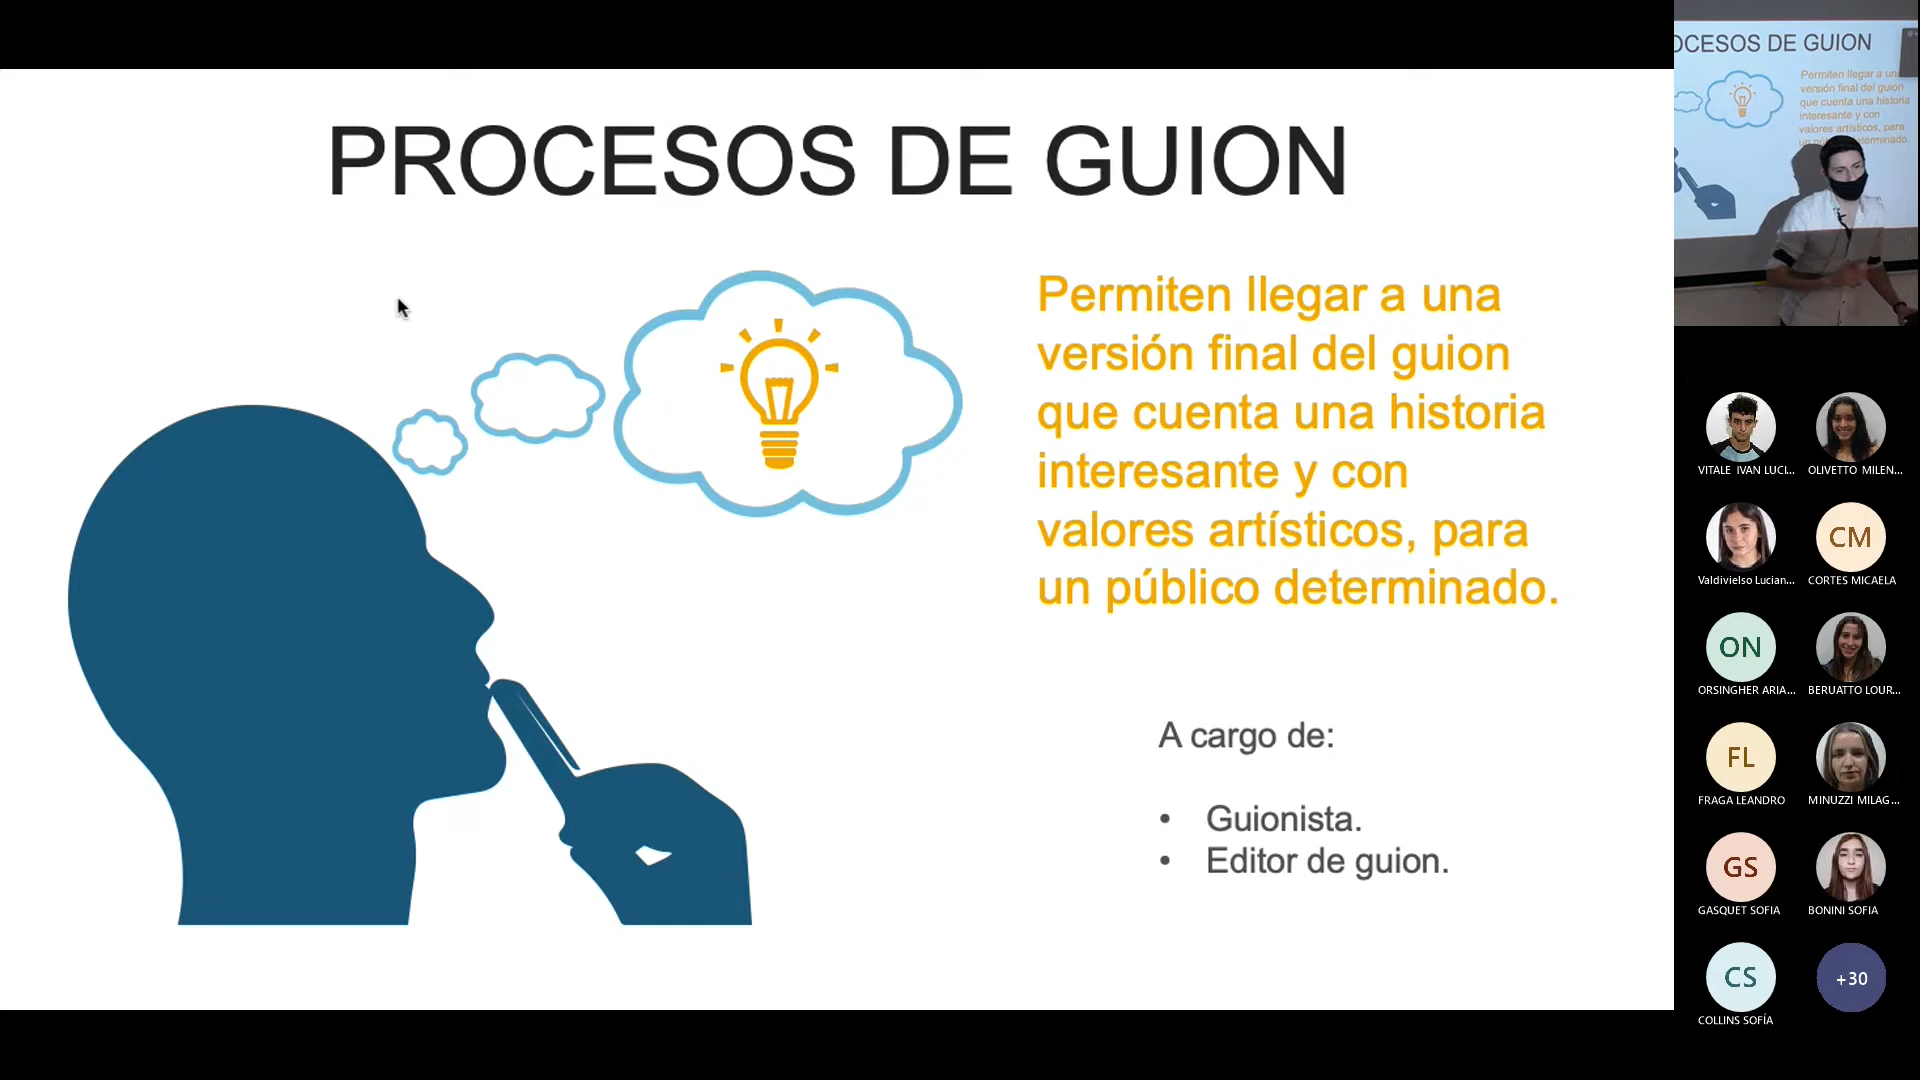 PROCESOS DE GUION
Permiten llegar a una
versión final del guion
que cuenta una historia
interesante y con
valores artísticos, para
un público determinado.
A cargo de:
• Guionista.
• Editor de guion.
OCESOS DE GUION
Permiten llegar a una
versión final del guion
que cuenta una historia
interesante y con
valores artísticos, para
VITALE IVAN LUCI...
OLIVETTO MILEN...
Valdivielso Lucian...
CM
CORTES MICAELA
ON
ORSINGHER ARIA...
BERUATTO LOUR...
FL
FRAGA LEANDRO
MINUZZI MILAG...
GS
GASQUET SOFIA
BONINI SOFIA
CS
COLLINS SOFÍA
+30